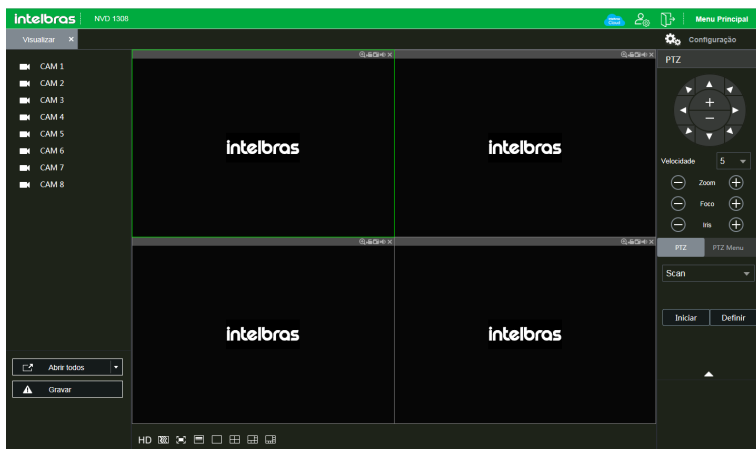 intelbras NVD 1308 Cloud Menu Principal
Visualizar × Configuração
PTZ
CAM 1
CAM 2
CAM 3
CAM 4
CAM 5
CAM 6
CAM 7
CAM 8
intelbras intelbras
intelbras intelbras
Velocidade 5
Zoom
Foco
Iris
PTZ PTZ Menu
Scan
Iniciar Definir
Abrir todos
Gravar
HD